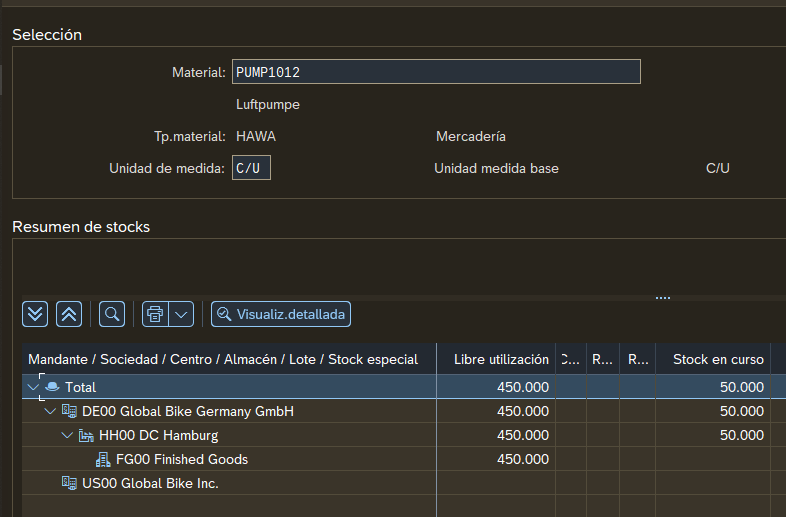 Selección
Material: PUMP1012
Luftpumpe
Tp.material: HAWA Mercadería
Unidad de medida: C/U Unidad medida base C/U
Resumen de stocks
Visualiz.detallada
Mandante / Sociedad / Centro / Almacén / Lote / Stock especial Libre utilización C... R... R... Stock en curso
Total 450.000 50.000
DE00 Global Bike Germany GmbH 450.000 50.000
HH00 DC Hamburg 450.000 50.000
FG00 Finished Goods 450.000
US00 Global Bike Inc.